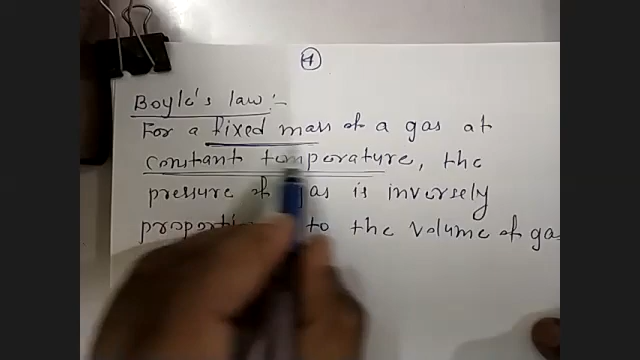 4
Boyle's law :-
For a fixed mass of a gas at
constant temperature, the
pressure of gas is inversely
to the volume of gas